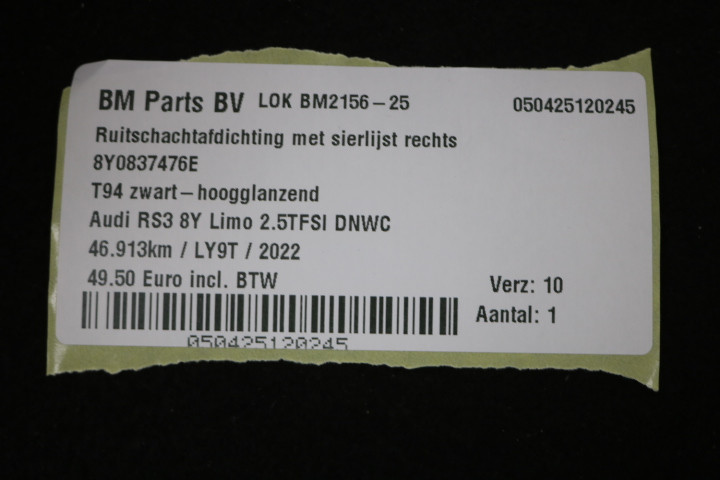 BM Parts BV LOK BM2156-25 050425120245
Ruitschachtafdichting met sierlijst rechts
8Y0837476E
T94 zwart-hoogglanzend
Audi RS3 8Y Limo 2.5TFSI DNWC
46.913km / LY9T / 2022
49.50 Euro incl. BTW Verz: 10
Aantal: 1
050425120245